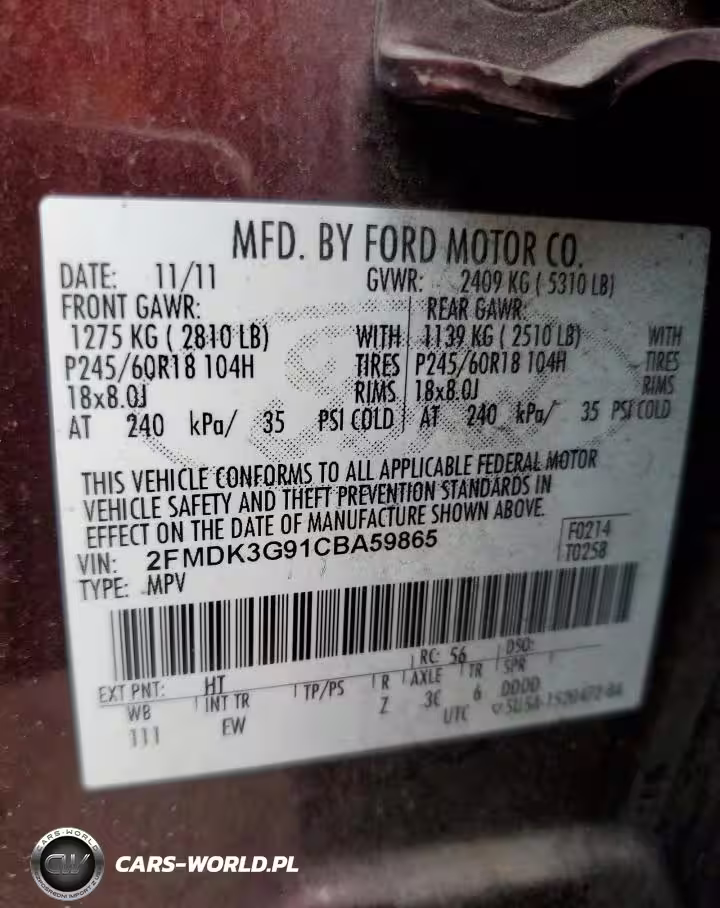 MFD. BY FORD MOTOR CO.
DATE: 11/11 GVWR: 2409 KG ( 5310 LB)
FRONT GAWR: REAR GAWR:
1275 KG ( 2810 LB) WITH 1139 KG ( 2510 LB) WITH
P245/60R18 104H TIRES P245/60R18 104H TIRES
18x8.0J RIMS 18x8.0J RIMS
AT 240 kPa/ 35 PSI COLD AT 240 kPa/ 35 PSI COLD
THIS VEHICLE CONFORMS TO ALL APPLICABLE FEDERAL MOTOR
VEHICLE SAFETY AND THEFT PREVENTION STANDARDS IN
EFFECT ON THE DATE OF MANUFACTURE SHOWN ABOVE.
VIN: 2FMDK3G91CBA59865 F0214
TYPE: MPV T0258
EXT PNT: HT RC: 56 DSO:
WB INT TR TP/PS R AXLE TR SPR
111 EW Z 3C 6 DDDD
UTC
CARS-WORLD
CW
CARS-WORLD.PL